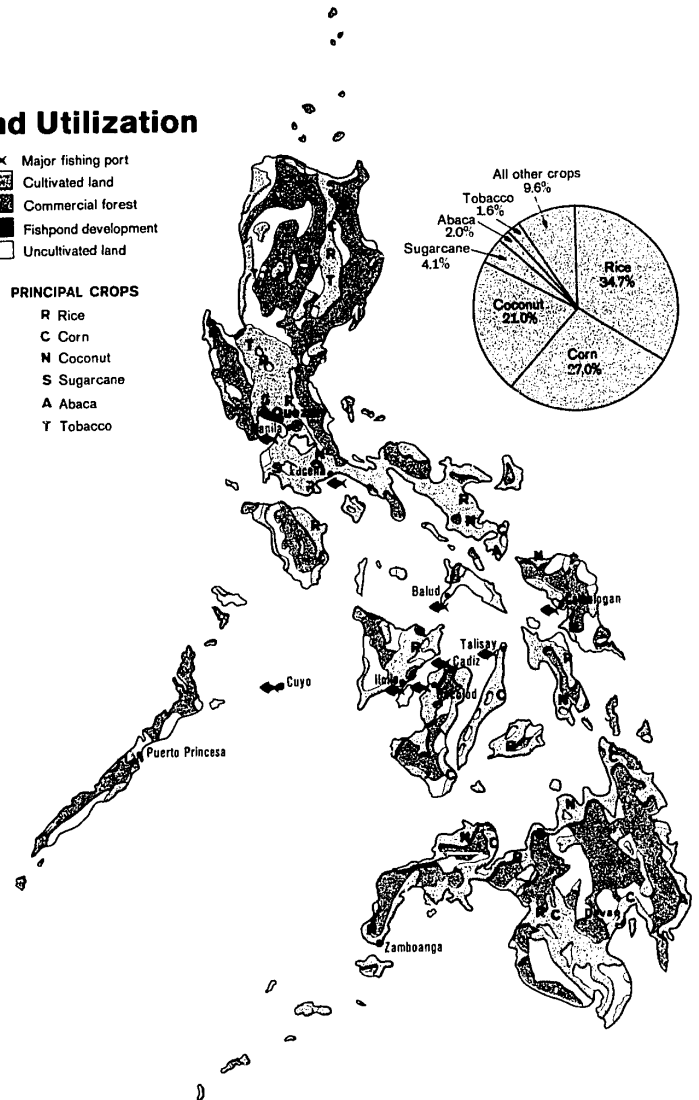 nd Utilization
Major fishing port
Cultivated land
Commercial forest
Fishpond development
Uncultivated land
PRINCIPAL CROPS
R Rice
C Corn
N Coconut
S Sugarcane
A Abaca
T Tobacco
All other crops
9.6%
Tobacco
1.6%
Abaca
2.0%
Sugarcane
4.1%
Rice
34.7%
Coconut
21.0%
Corn
27.0%
R
T
T
S
Lucena
R
R
N
A
N
Balud
R
Talisay
Cadiz
Iloilo
C
Cuyo
R
Puerto Princesa
N
N
C
R C
Davao
C
Zamboanga